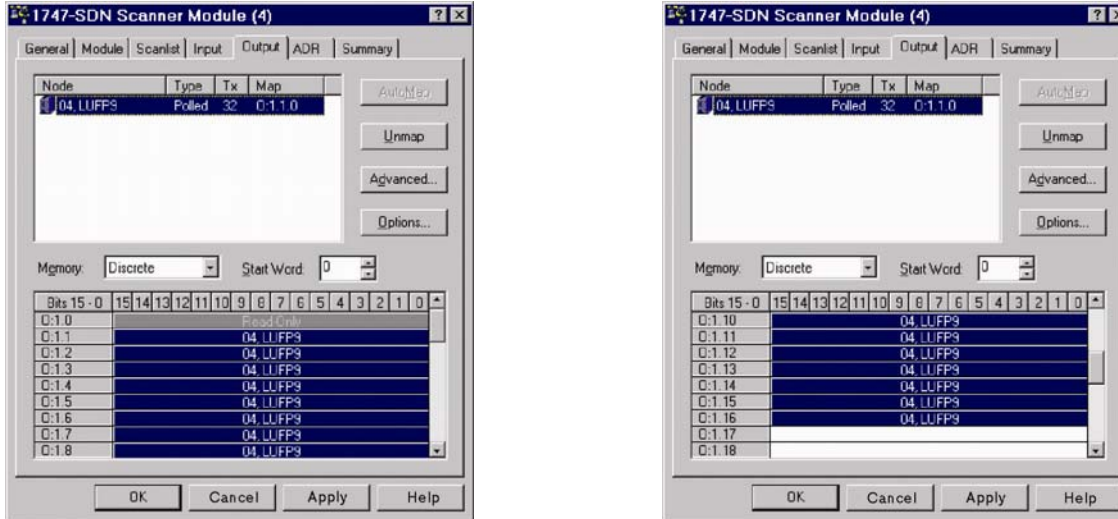 1747-SDN Scanner Module (4)
General Module Scanlist Input Output ADR Summary
Node Type Tx Map
04, LUFP9 Polled 32 O:1.1.0
AutoMap
Unmap
Advanced...
Options...
Memory: Discrete Start Word: 0
Bits 15 - 0 15 14 13 12 11 10 9 8 7 6 5 4 3 2 1 0
O:1.0 Read Only
O:1.1 04, LUFP9
O:1.2 04, LUFP9
O:1.3 04, LUFP9
O:1.4 04, LUFP9
O:1.5 04, LUFP9
O:1.6 04, LUFP9
O:1.7 04, LUFP9
O:1.8 04, LUFP9
OK Cancel Apply Help
1747-SDN Scanner Module (4)
General Module Scanlist Input Output ADR Summary
Node Type Tx Map
04, LUFP9 Polled 32 O:1.1.0
AutoMap
Unmap
Advanced...
Options...
Memory: Discrete Start Word: 0
Bits 15 - 0 15 14 13 12 11 10 9 8 7 6 5 4 3 2 1 0
O:1.10 04, LUFP9
O:1.11 04, LUFP9
O:1.12 04, LUFP9
O:1.13 04, LUFP9
O:1.14 04, LUFP9
O:1.15 04, LUFP9
O:1.16 04, LUFP9
O:1.17
O:1.18
OK Cancel Apply Help